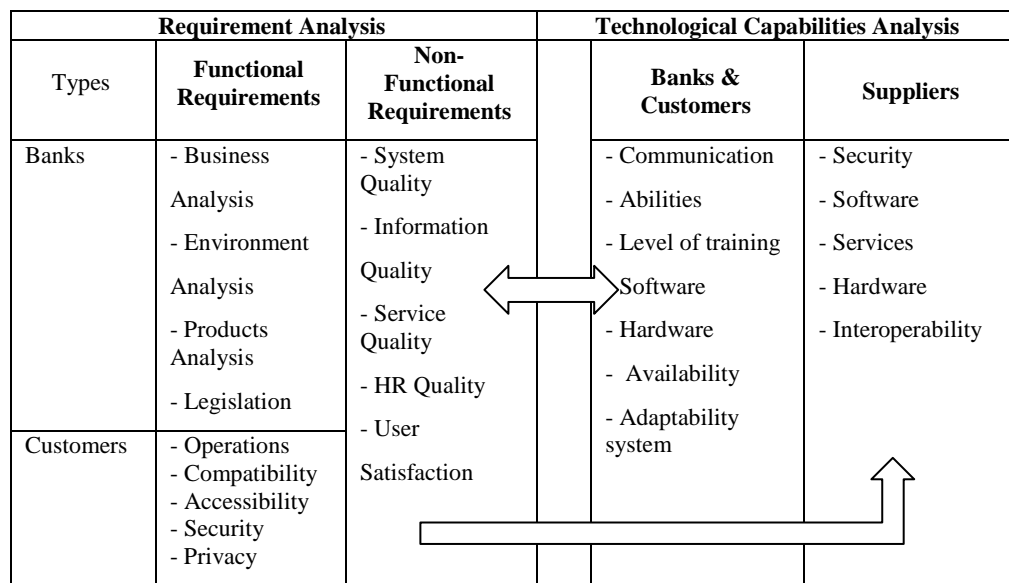 Requirement Analysis
Technological Capabilities Analysis
Types
Functional
Requirements
Non-
Functional
Requirements
Banks &
Customers
Suppliers
Banks
- Business
Analysis
- Environment
Analysis
- Products
Analysis
- Legislation
- System
Quality
- Information
Quality
- Service
Quality
- HR Quality
- User
Satisfaction
- Communication
- Abilities
- Level of training
Software
- Hardware
- Availability
- Adaptability
system
- Security
- Software
- Services
- Hardware
- Interoperability
Customers
- Operations
- Compatibility
- Accessibility
- Security
- Privacy